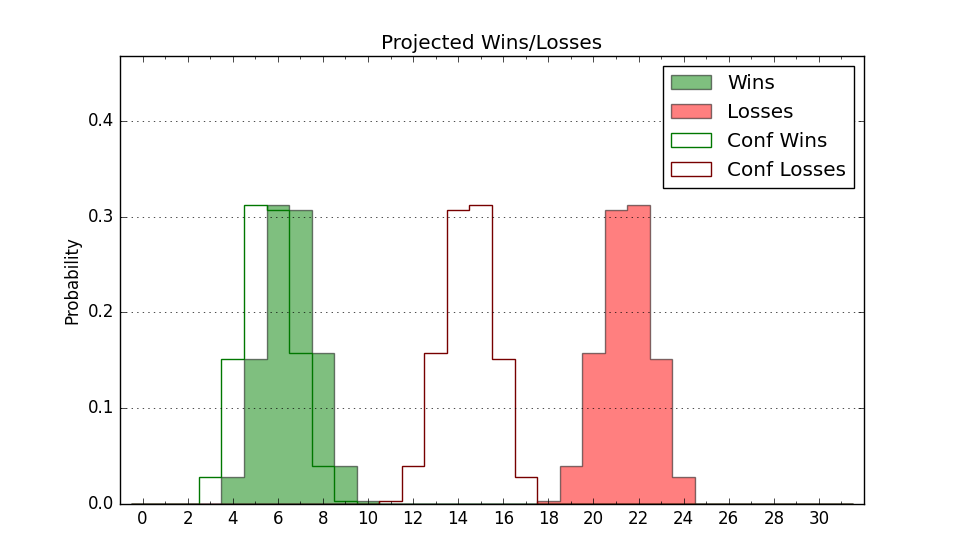 Projected Wins/Losses
Wins
Losses
Conf Wins
Conf Losses
Probability
0.4
0.3
0.2
0.1
0.0
0 2 4 6 8 10 12 14 16 18 20 22 24 26 28 30